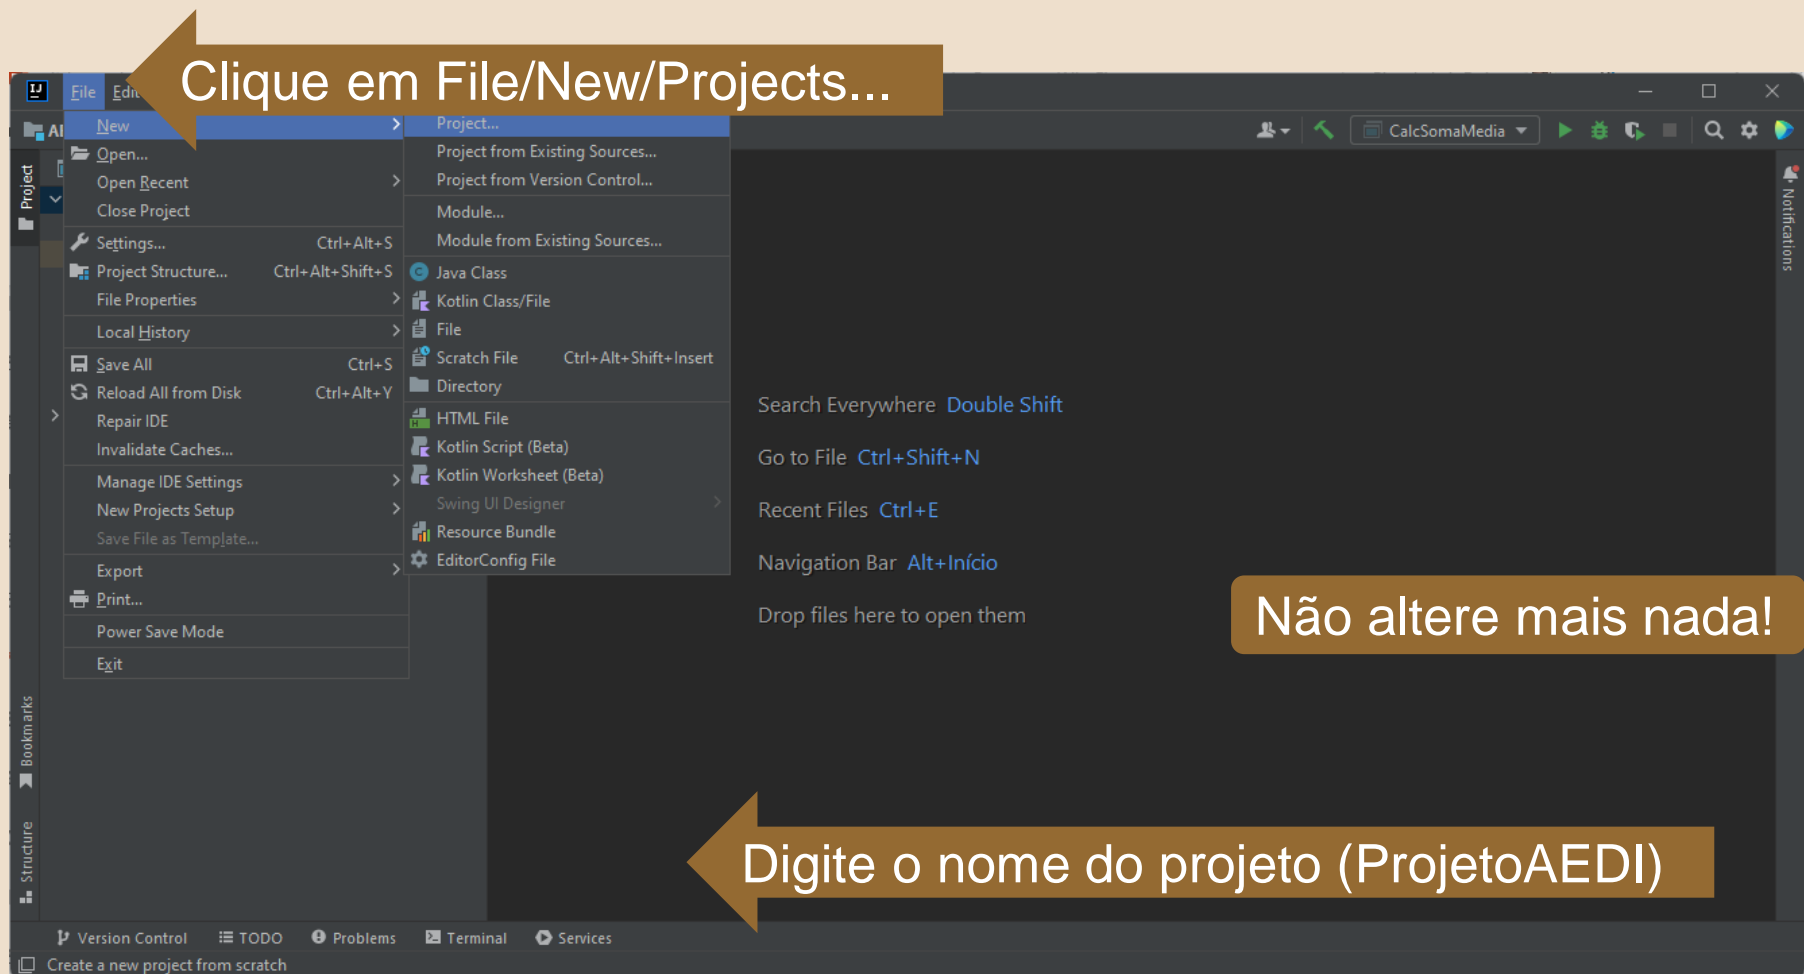 Clique em File/New/Projects...
IJ
File Edit
New
Project...
AI
CalcSomaMedia
Open...
Project from Existing Sources...
Open Recent
Project from Version Control...
Close Project
Module...
Settings... Ctrl+Alt+S
Module from Existing Sources...
Project Structure... Ctrl+Alt+Shift+S
Java Class
File Properties
Kotlin Class/File
Local History
File
Save All Ctrl+S
Scratch File Ctrl+Alt+Shift+Insert
Reload All from Disk Ctrl+Alt+Y
Directory
Repair IDE
HTML File
Invalidate Caches...
Kotlin Script (Beta)
Manage IDE Settings
Kotlin Worksheet (Beta)
New Projects Setup
Swing UI Designer
Save File as Template...
Resource Bundle
Export
EditorConfig File
Print...
Power Save Mode
Exit
Project
Bookmarks
Structure
Notifications
Search Everywhere Double Shift
Go to File Ctrl+Shift+N
Recent Files Ctrl+E
Navigation Bar Alt+Início
Drop files here to open them
Não altere mais nada!
Digite o nome do projeto (ProjetoAEDI)
Version Control TODO Problems Terminal Services
Create a new project from scratch